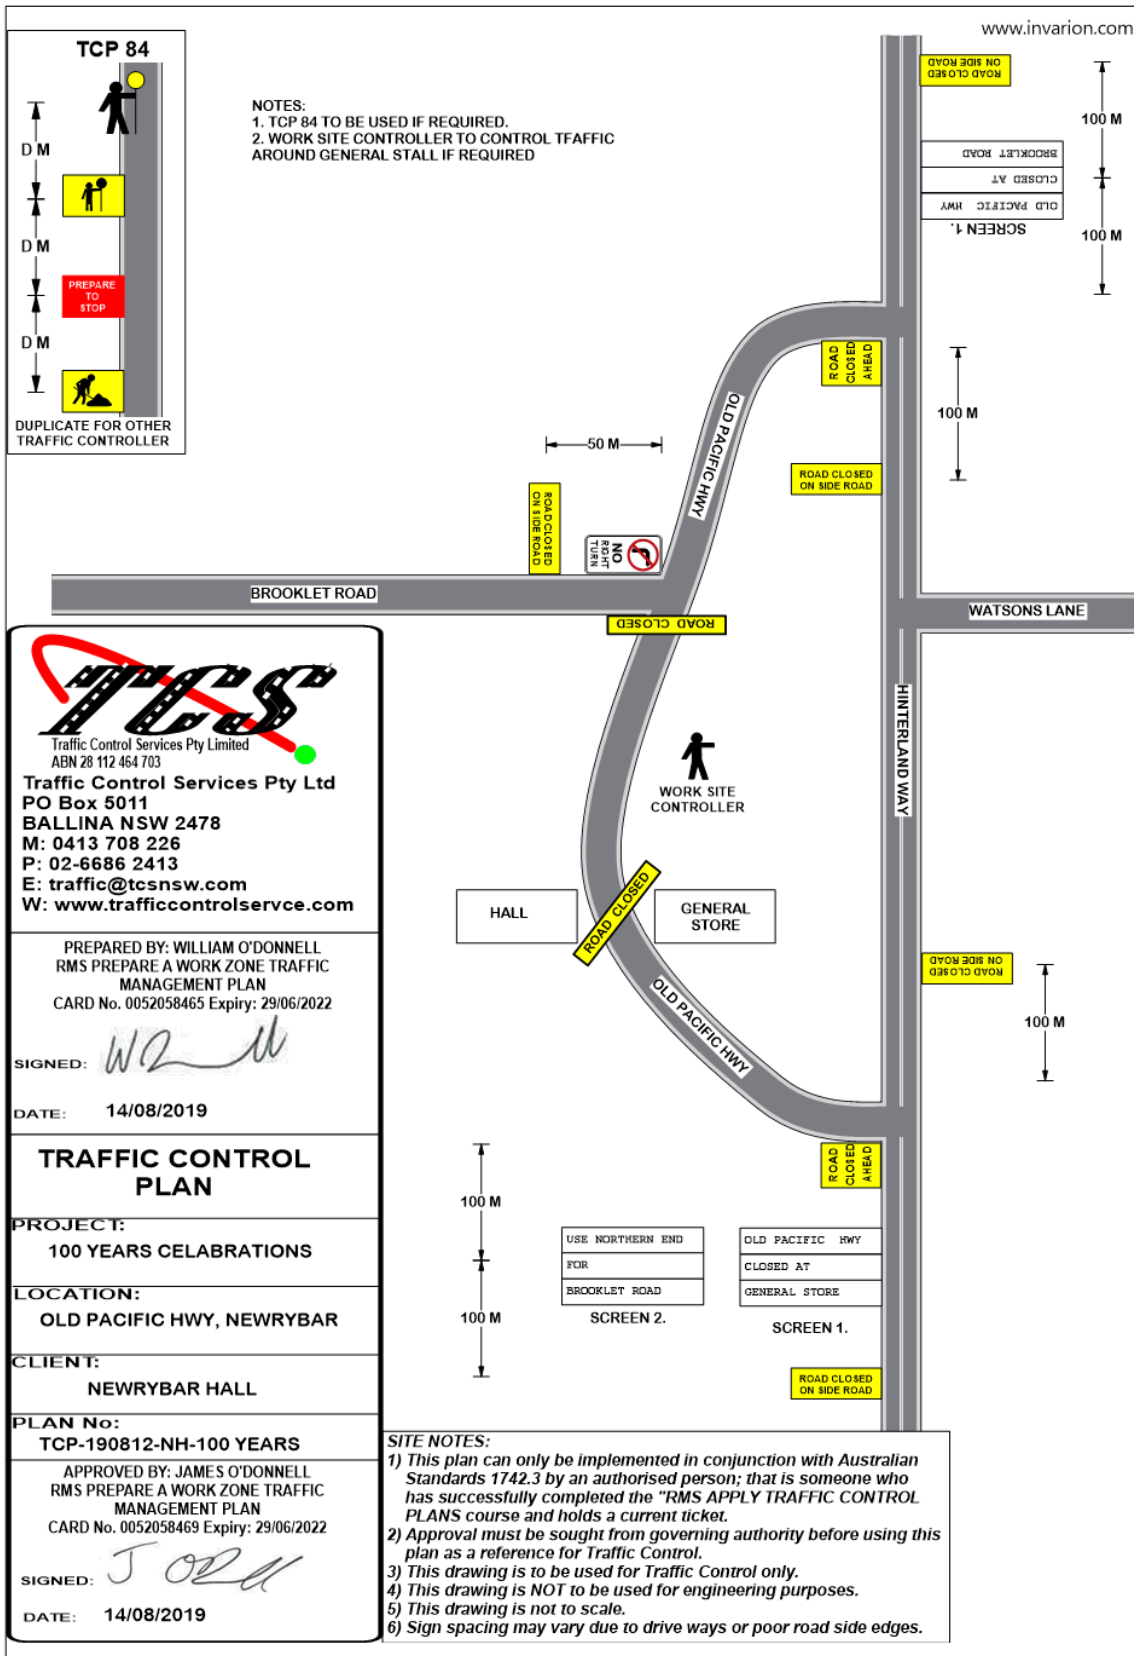 www.invarion.com
TCP 84
D M
D M
PREPARE
TO
STOP
D M
DUPLICATE FOR OTHER
TRAFFIC CONTROLLER
NOTES:
1. TCP 84 TO BE USED IF REQUIRED.
2. WORK SITE CONTROLLER TO CONTROL TFAFFIC
AROUND GENERAL STALL IF REQUIRED
ROAD CLOSED
ON SIDE ROAD
100 M
OLD PACIFIC HWY
CLOSED AT
BROOKLET ROAD
SCREEN 1.
100 M
ROAD
CLOSED
AHEAD
100 M
OLD PACIFIC HWY
50 M
ROAD CLOSED
ON SIDE ROAD
ROAD CLOSED
ON SIDE ROAD
NO
RIGHT
TURN
BROOKLET ROAD
ROAD CLOSED
WATSONS LANE
HINTERLAND WAY
WORK SITE
CONTROLLER
HALL
ROAD CLOSED
GENERAL
STORE
ROAD CLOSED
ON SIDE ROAD
100 M
OLD PACIFIC HWY
ROAD
CLOSED
AHEAD
100 M
USE NORTHERN END
FOR
BROOKLET ROAD
SCREEN 2.
OLD PACIFIC HWY
CLOSED AT
GENERAL STORE
SCREEN 1.
100 M
ROAD CLOSED
ON SIDE ROAD
TCS
Traffic Control Services Pty Limited
ABN 28 112 464 703
Traffic Control Services Pty Ltd
PO Box 5011
BALLINA NSW 2478
M: 0413 708 226
P: 02-6686 2413
E: traffic@tcsnsw.com
W: www.trafficcontrolservce.com
PREPARED BY: WILLIAM O'DONNELL
RMS PREPARE A WORK ZONE TRAFFIC
MANAGEMENT PLAN
CARD No. 0052058465 Expiry: 29/06/2022
SIGNED:
DATE: 14/08/2019
TRAFFIC CONTROL
PLAN
PROJECT:
100 YEARS CELABRATIONS
LOCATION:
OLD PACIFIC HWY, NEWRYBAR
CLIENT:
NEWRYBAR HALL
PLAN No:
TCP-190812-NH-100 YEARS
APPROVED BY: JAMES O'DONNELL
RMS PREPARE A WORK ZONE TRAFFIC
MANAGEMENT PLAN
CARD No. 0052058469 Expiry: 29/06/2022
SIGNED:
DATE: 14/08/2019
SITE NOTES:
1) This plan can only be implemented in conjunction with Australian
Standards 1742.3 by an authorised person; that is someone who
has successfully completed the "RMS APPLY TRAFFIC CONTROL
PLANS course and holds a current ticket.
2) Approval must be sought from governing authority before using this
plan as a reference for Traffic Control.
3) This drawing is to be used for Traffic Control only.
4) This drawing is NOT to be used for engineering purposes.
5) This drawing is not to scale.
6) Sign spacing may vary due to drive ways or poor road side edges.